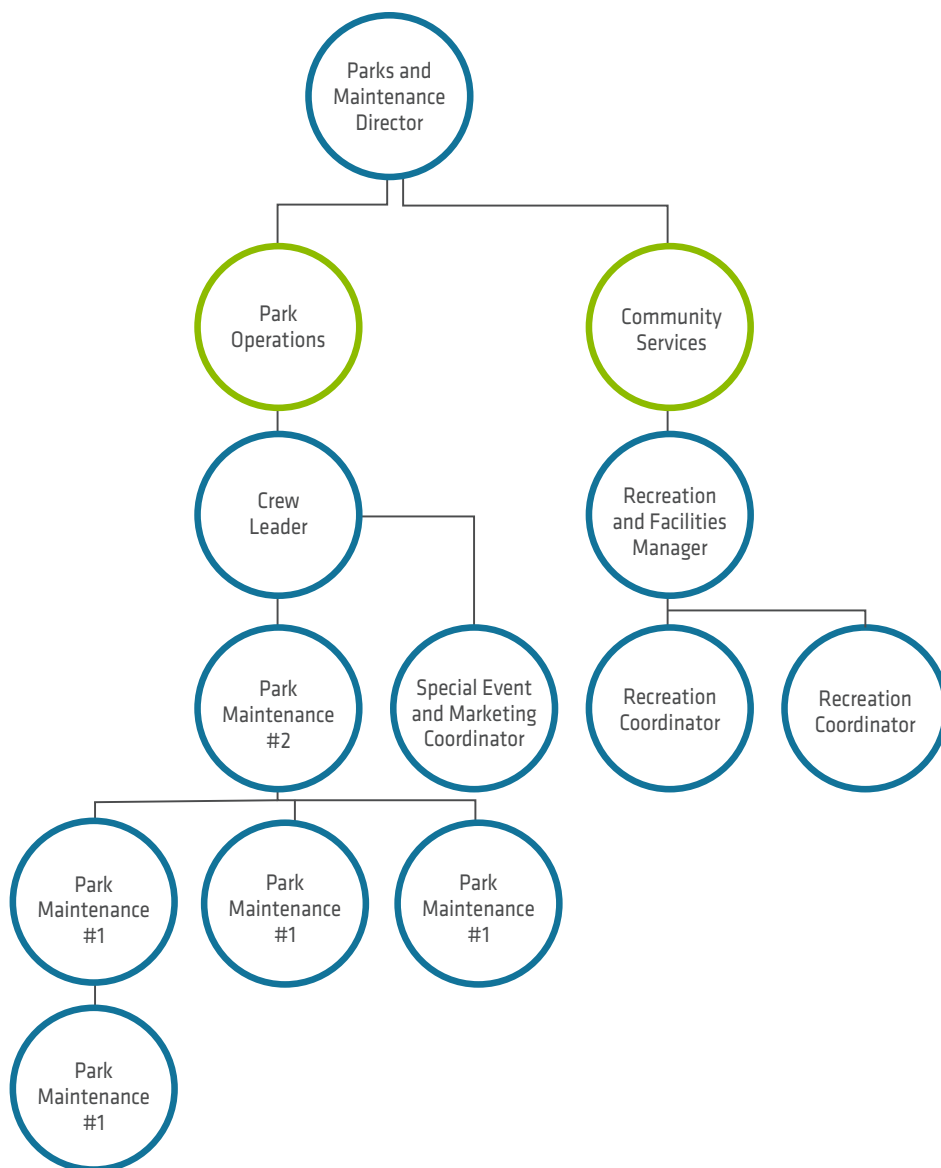 Parks and
Maintenance
Director
Park
Operations
Community
Services
Crew
Leader
Recreation
and Facilities
Manager
Park
Maintenance
#2
Special Event
and Marketing
Coordinator
Recreation
Coordinator
Recreation
Coordinator
Park
Maintenance
#1
Park
Maintenance
#1
Park
Maintenance
#1
Park
Maintenance
#1